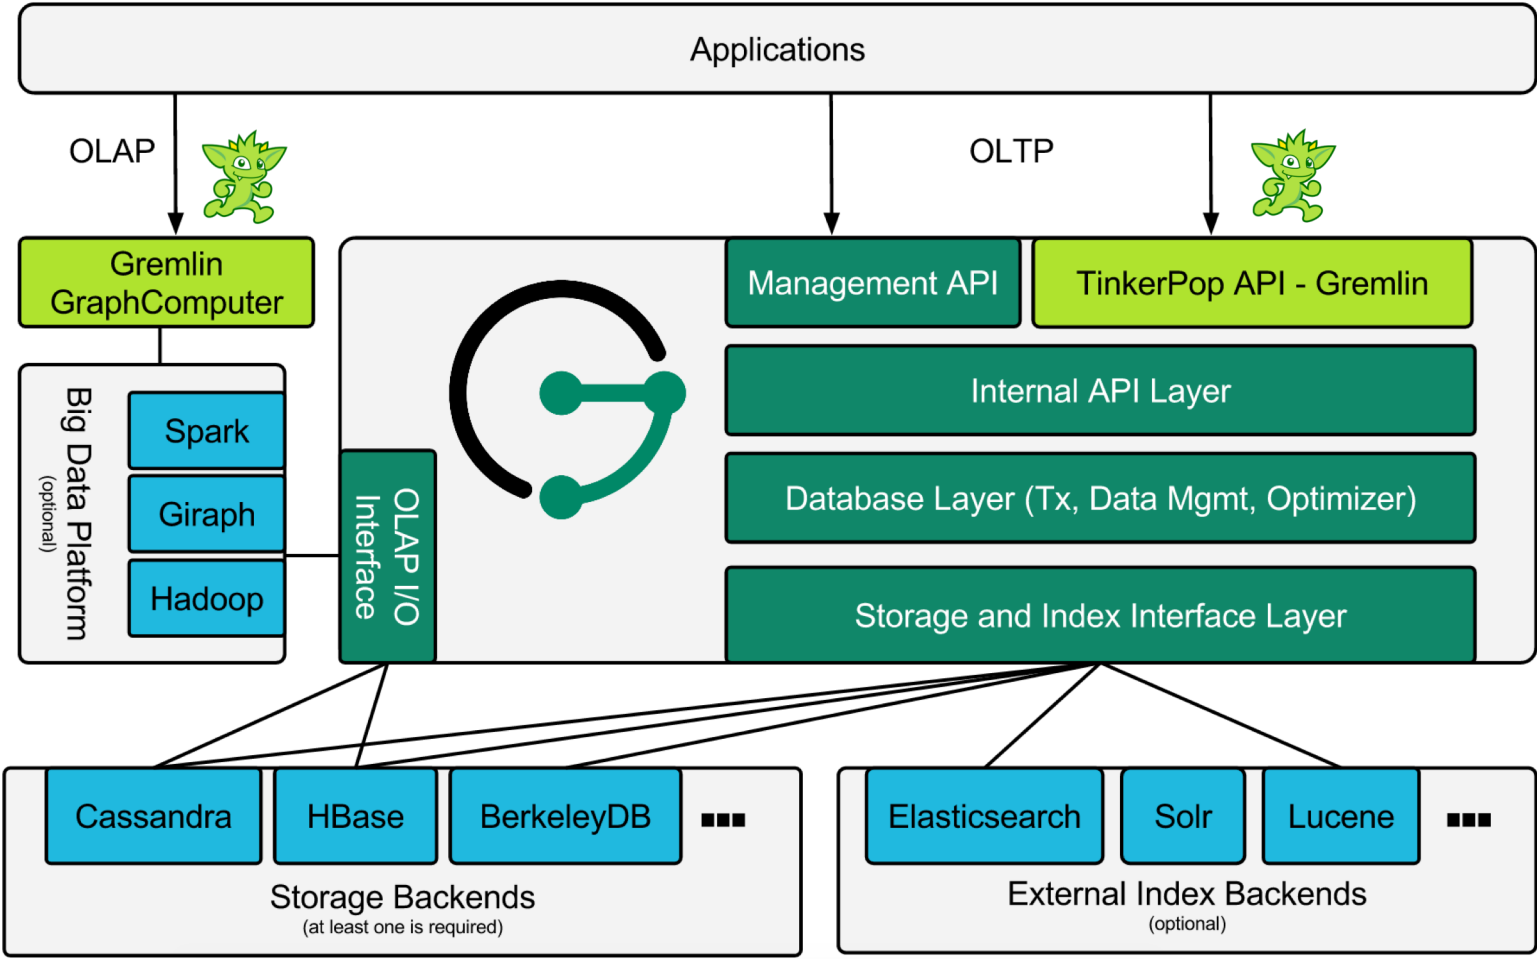 Applications
OLAP
OLTP
Gremlin
GraphComputer
Management API
TinkerPop API - Gremlin
Big Data Platform
(optional)
Spark
Giraph
Hadoop
OLAP I/O
Interface
Internal API Layer
Database Layer (Tx, Data Mgmt, Optimizer)
Storage and Index Interface Layer
Cassandra
HBase
BerkeleyDB
Storage Backends
(at least one is required)
Elasticsearch
Solr
Lucene
External Index Backends
(optional)